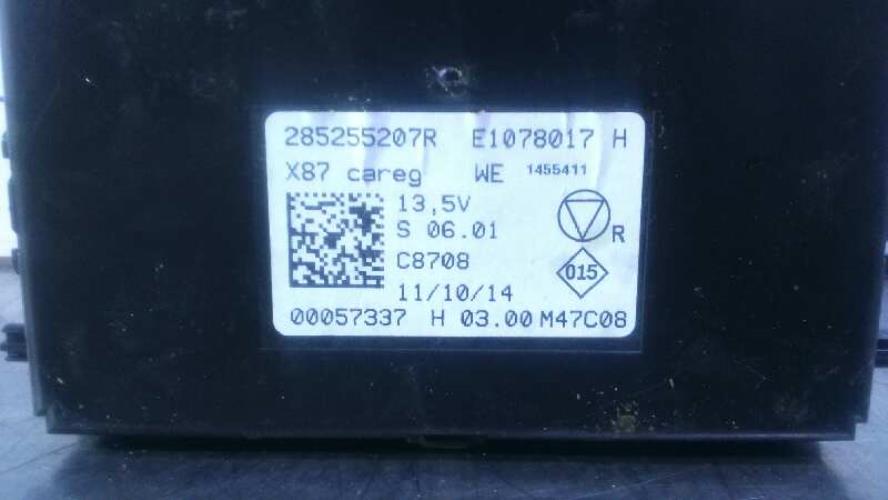 285255207R E1078017 H
X87 careg WE 1455411
13,5V
S 06.01
R
C8708
015
11/10/14
00057337 H 03.00 M47C08